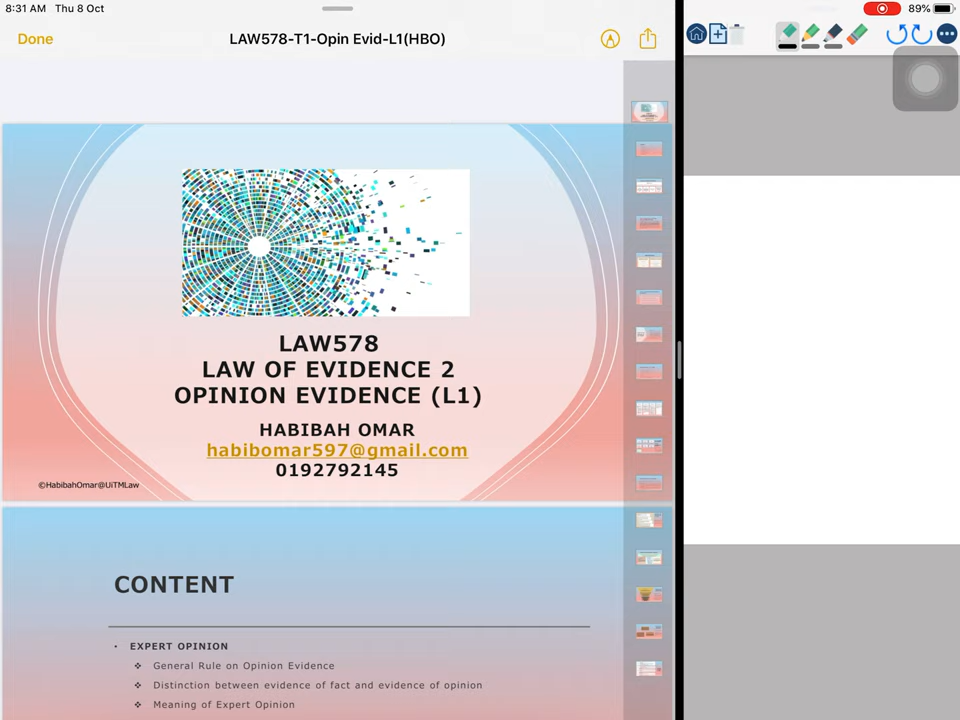 8:31 AM Thu 8 Oct
89%
Done
LAW578-T1-Opin Evid-L1(HBO)
LAW578
LAW OF EVIDENCE 2
OPINION EVIDENCE (L1)
HABIBAH OMAR
habibomar597@gmail.com
0192792145
©HabibahOmar@UiTMLaw
CONTENT
• EXPERT OPINION
❖ General Rule on Opinion Evidence
❖ Distinction between evidence of fact and evidence of opinion
❖ Meaning of Expert Opinion